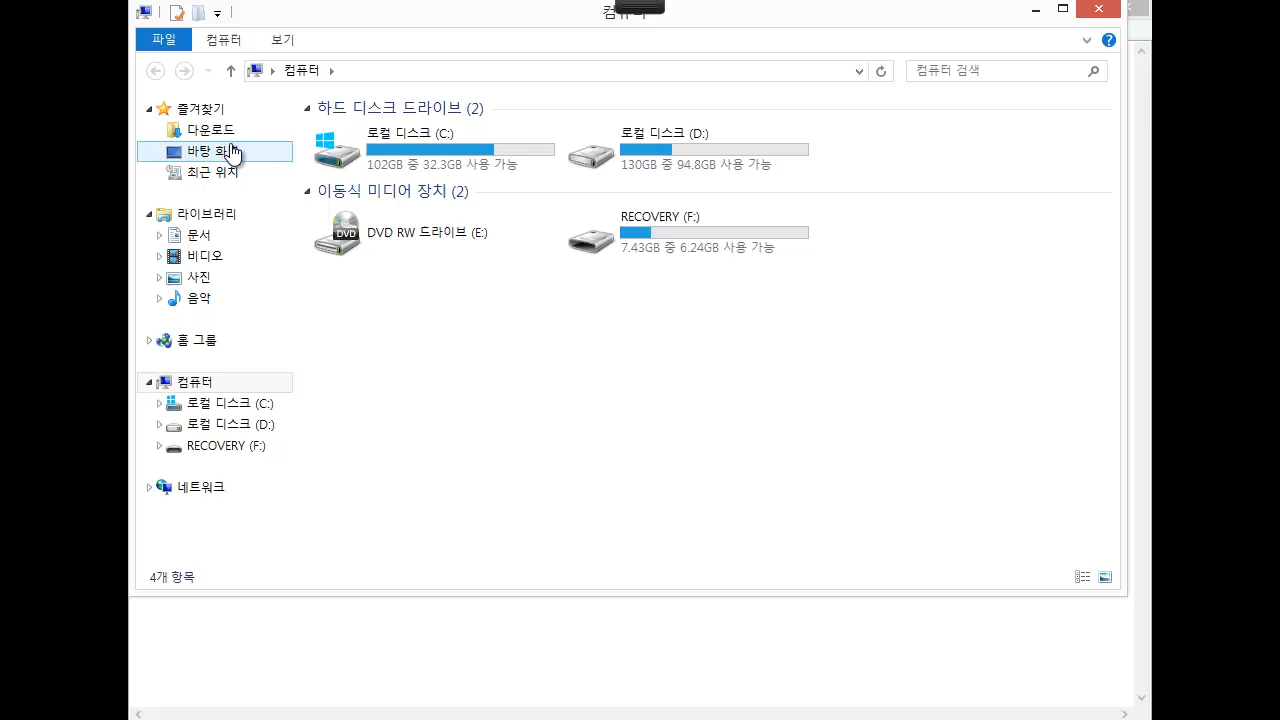 컴퓨터
파일 컴퓨터 보기
컴퓨터
컴퓨터 검색
즐겨찾기
다운로드
바탕
최근 위치
라이브러리
문서
비디오
사진
음악
홈 그룹
컴퓨터
로컬 디스크 (C:)
로컬 디스크 (D:)
RECOVERY (F:)
네트워크
하드 디스크 드라이브 (2)
로컬 디스크 (C:)
102GB 중 32.3GB 사용 가능
로컬 디스크 (D:)
130GB 중 94.8GB 사용 가능
이동식 미디어 장치 (2)
DVD
DVD RW 드라이브 (E:)
RECOVERY (F:)
7.43GB 중 6.24GB 사용 가능
4개 항목